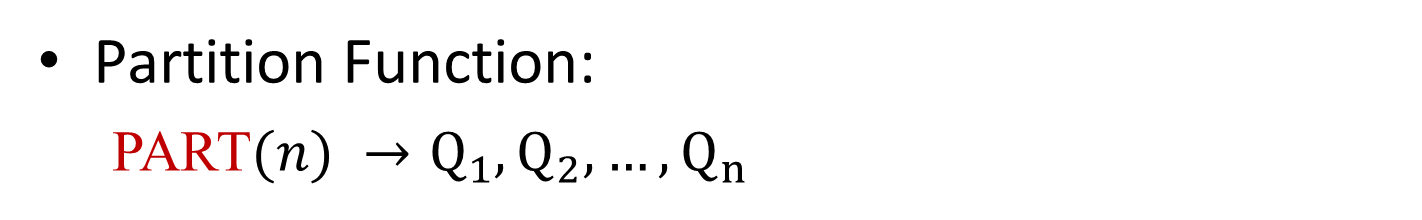 • Partition Function:
PART(n) → Q₁, Q₂, … , Qₙ